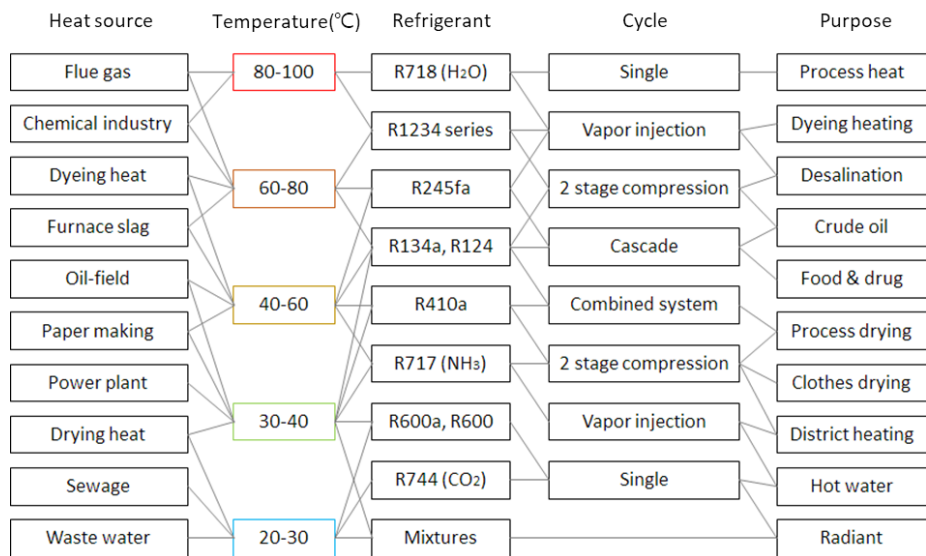 Heat source Temperature(℃) Refrigerant Cycle Purpose
Flue gas 80-100 R718 (H₂O) Single Process heat
Chemical industry R1234 series Vapor injection Dyeing heating
Dyeing heat 60-80 R245fa 2 stage compression Desalination
Furnace slag R134a, R124 Cascade Crude oil
Oil-field 40-60 R410a Combined system Food & drug
Paper making R717 (NH₃) 2 stage compression Process drying
Power plant 30-40 R600a, R600 Vapor injection Clothes drying
Drying heat R744 (CO₂) Single District heating
Sewage Hot water
Waste water 20-30 Mixtures Radiant